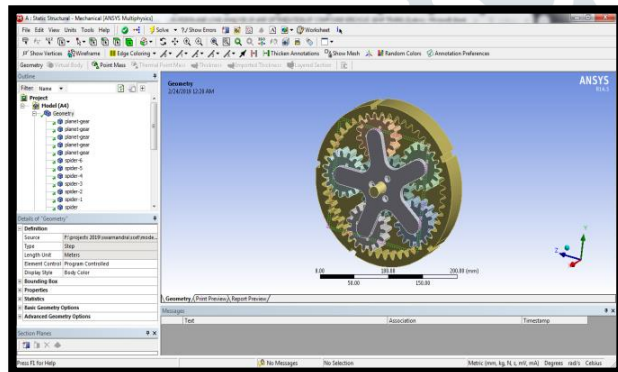 A : Static Structural - Mechanical [ANSYS Multiphysics]
File Edit View Units Tools Help Solve Show Errors Worksheet
Show Vertices Wireframe Edge Coloring Thicken Annotations Show Mesh Random Colors Annotation Preferences
Geometry Virtual Body Point Mass Thermal Point Mass Thickness Imported Thickness Layered Section
Outline
Filter: Name
Project
Model (A4)
Geometry
planet-gear
planet-gear
planet-gear
planet-gear
planet-gear
spider-6
spider-5
spider-4
spider-3
spider-2
spider-1
spider
Details of "Geometry"
Definition
Source
Type Step
Length Unit Meters
Element Control Program Controlled
Display Style Body Color
Bounding Box
Properties
Statistics
Basic Geometry Options
Advanced Geometry Options
Section Planes
Geometry
2/24/2018 12:28 AM
ANSYS
Y
Z
0.00 100.00 200.00 (mm)
50.00 150.00
Geometry Print Preview Report Preview
Messages
Text Association Timestamp
Press F1 for Help No Messages No Selection Metric (mm, kg, N, s, mV, mA) Degrees rad/s Celsius